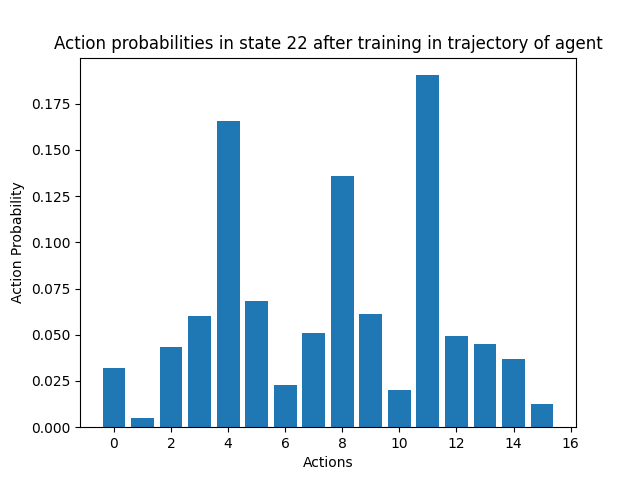 Action probabilities in state 22 after training in trajectory of agent
0.175
0.150
0.125
0.100
0.075
0.050
0.025
0.000
Action Probability
0 2 4 6 8 10 12 14 16
Actions